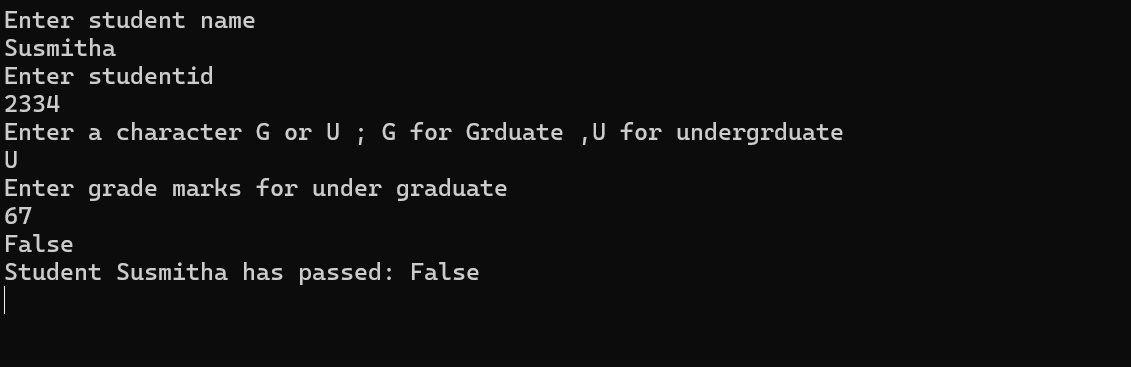 Enter student name
Susmitha
Enter studentid
2334
Enter a character G or U ; G for Grduate ,U for undergrduate
U
Enter grade marks for under graduate
67
False
Student Susmitha has passed: False